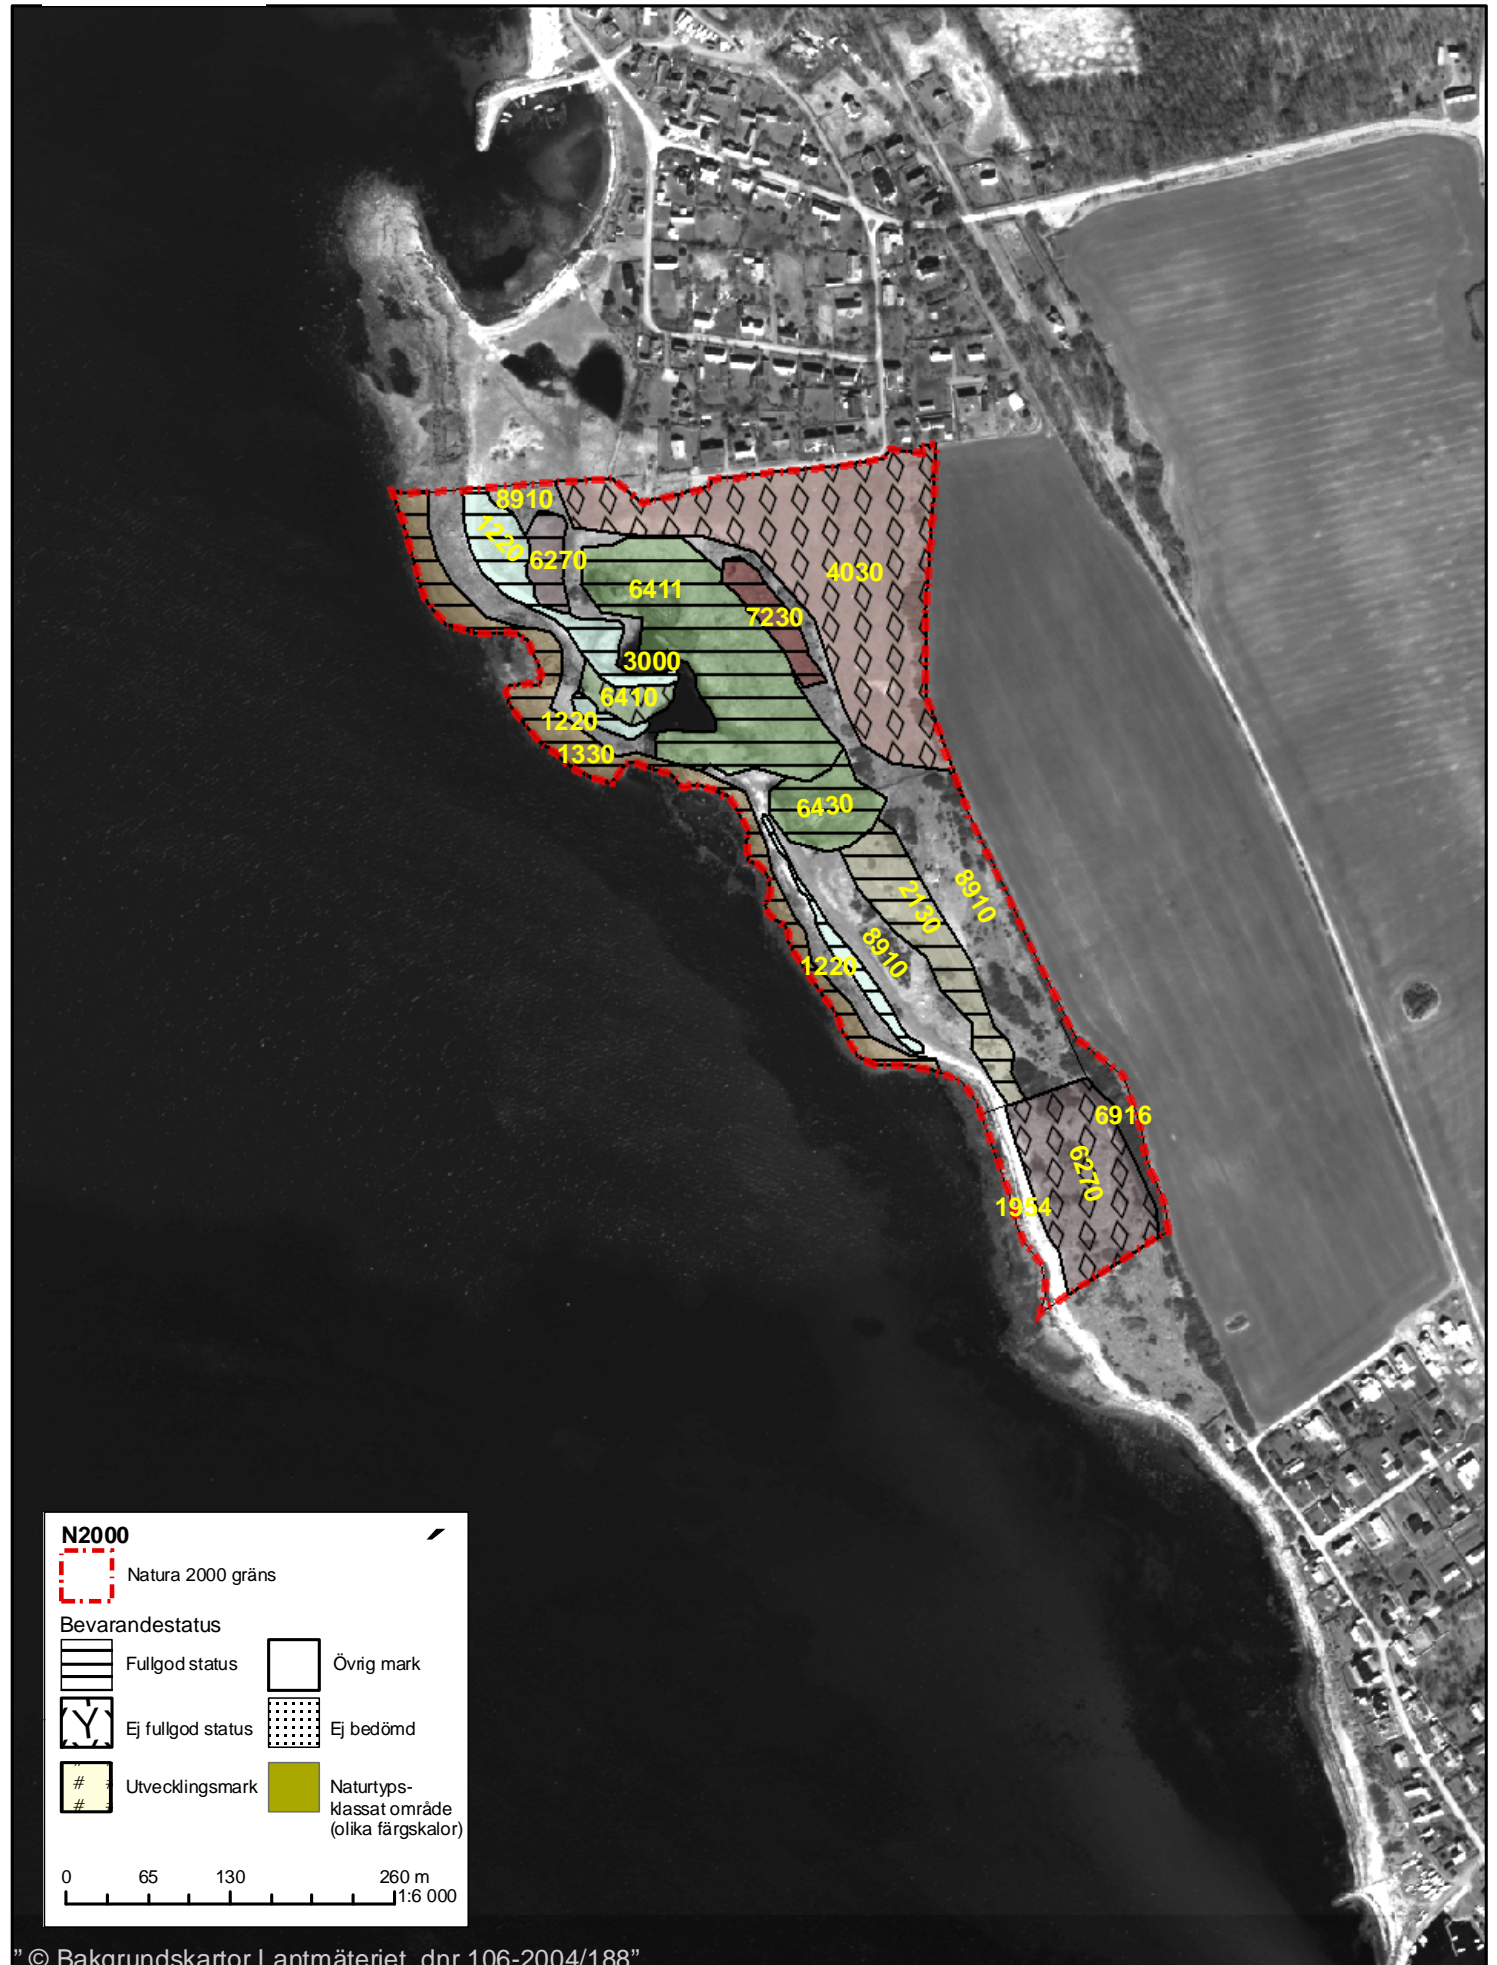 8910
1220
6270
6411
4030
7230
3000
6410
1220
1330
6430
2130
8910
8910
1220
6916
6270
1954
N2000
Natura 2000 gräns
Bevarandestatus
Fullgod status
Övrig mark
Ej fullgod status
Ej bedömd
Utvecklingsmark
Naturtyps-
klassat område
(olika färgskalor)
0 65 130 260 m
1:6 000
” © Bakgrundskartor Lantmäteriet, dnr 106-2004/188”